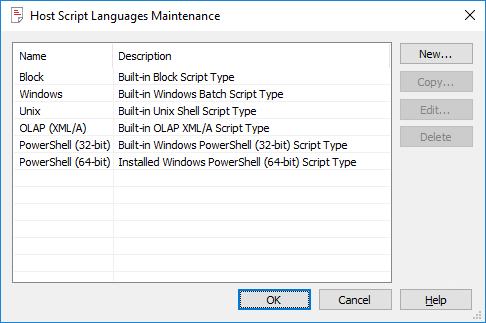 Host Script Languages Maintenance
Name Description
Block Built-in Block Script Type
Windows Built-in Windows Batch Script Type
Unix Built-in Unix Shell Script Type
OLAP (XML/A) Built-in OLAP XML/A Script Type
PowerShell (32-bit) Built-in Windows PowerShell (32-bit) Script Type
PowerShell (64-bit) Installed Windows PowerShell (64-bit) Script Type
New...
Copy...
Edit...
Delete
OK Cancel Help